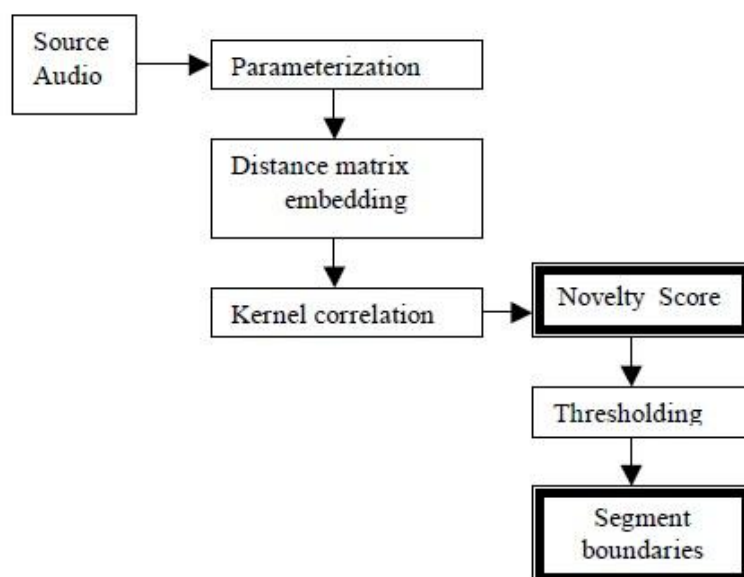 Source
Audio
Parameterization
Distance matrix
embedding
Kernel correlation
Novelty Score
Thresholding
Segment
boundaries